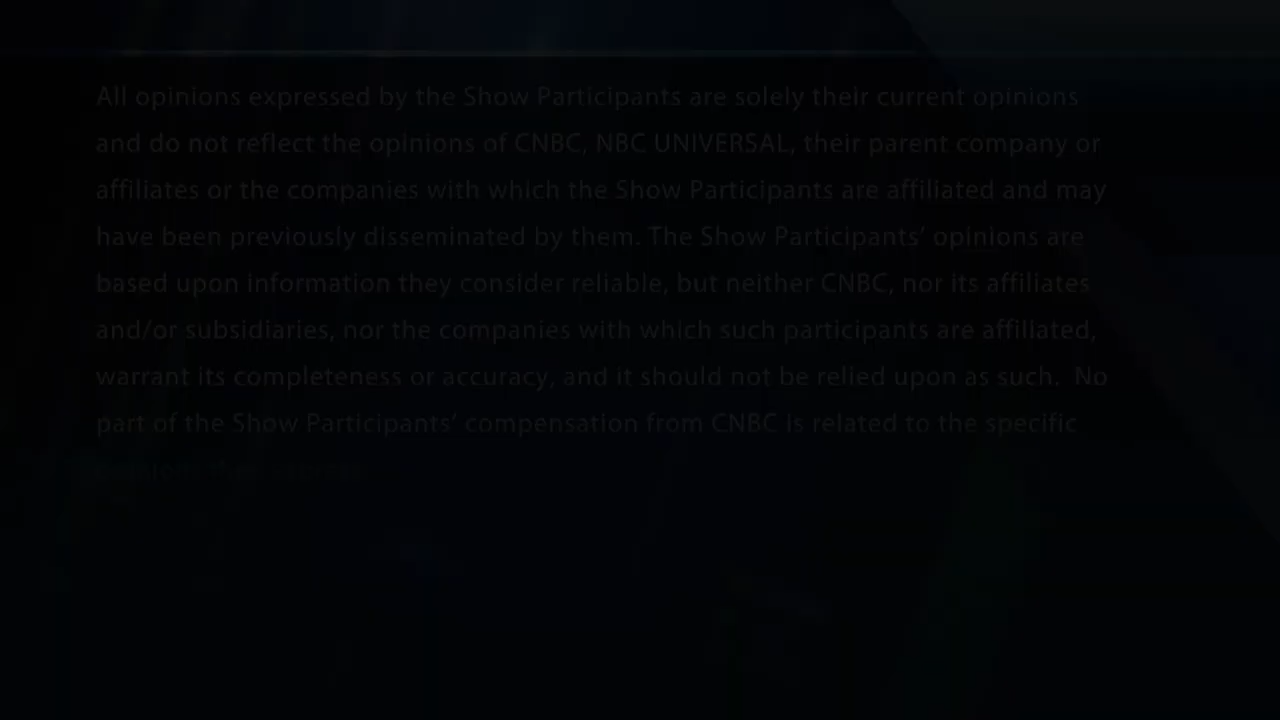 All opinions expressed by the Show Participants are solely their current opinions
and do not reflect the opinions of CNBC, NBC UNIVERSAL, their parent company or
affiliates or the companies with which the Show Participants are affiliated and may
have been previously disseminated by them. The Show Participants’ opinions are
based upon information they consider reliable, but neither CNBC, nor its affiliates
and/or subsidiaries, nor the companies with which such participants are affiliated,
warrant its completeness or accuracy, and it should not be relied upon as such.  No
part of the Show Participants’ compensation from CNBC is related to the specific
opinions they express.